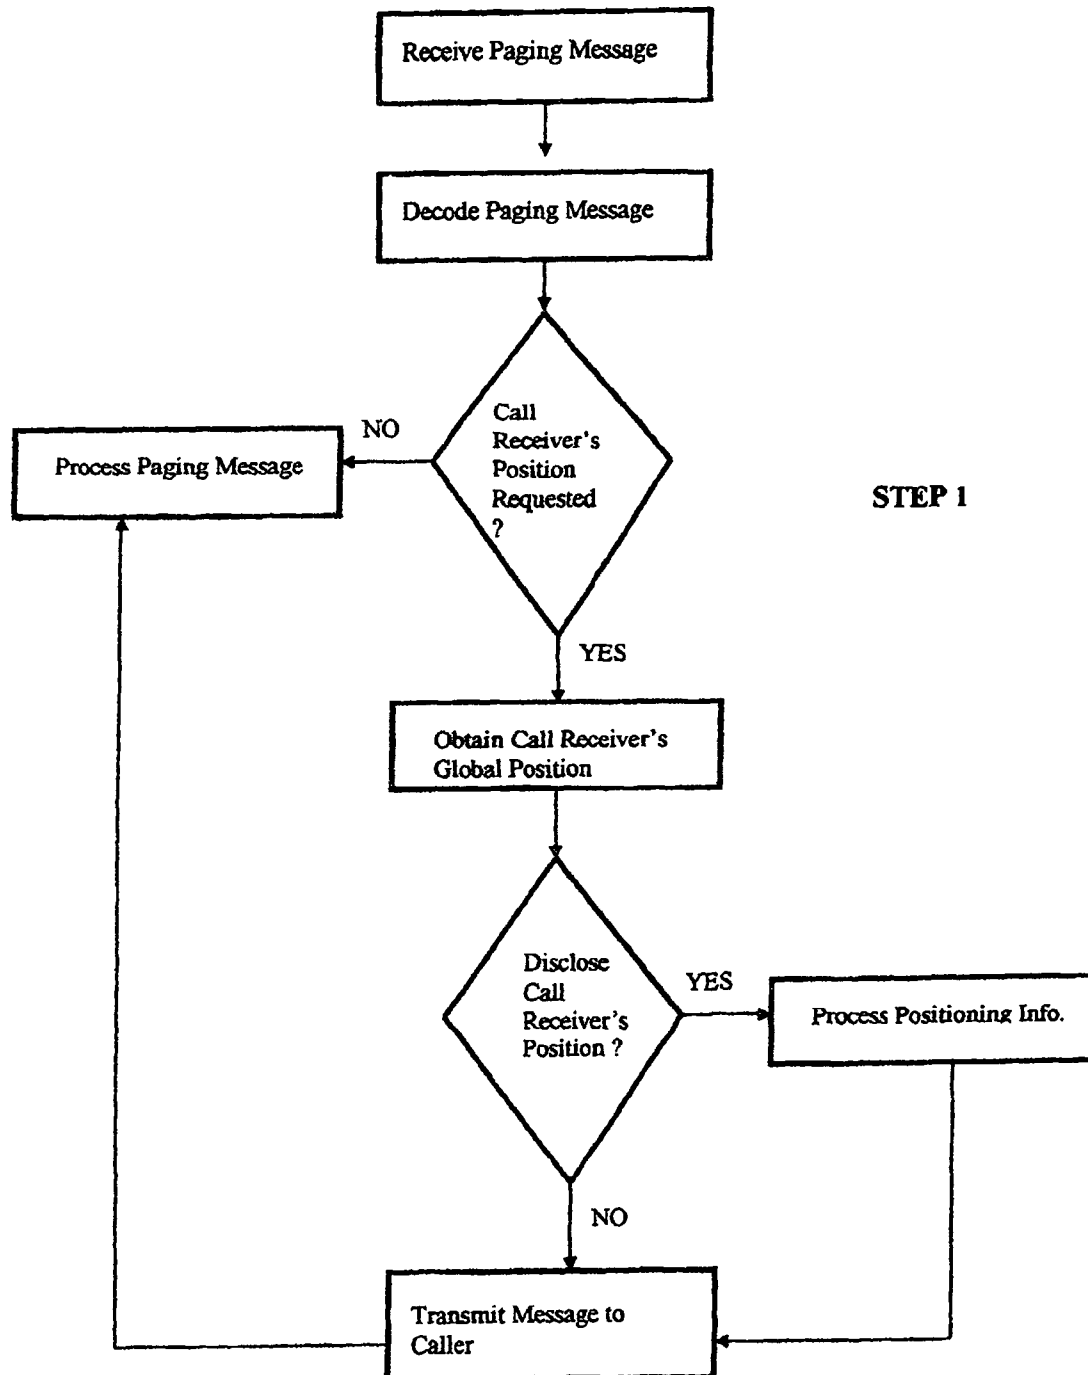 Receive Paging Message
Decode Paging Message
Call
Receiver's
Position
Requested
?
NO
Process Paging Message
STEP 1
YES
Obtain Call Receiver's
Global Position
Disclose
Call
Receiver's
Position ?
YES
Process Positioning Info.
NO
Transmit Message to
Caller